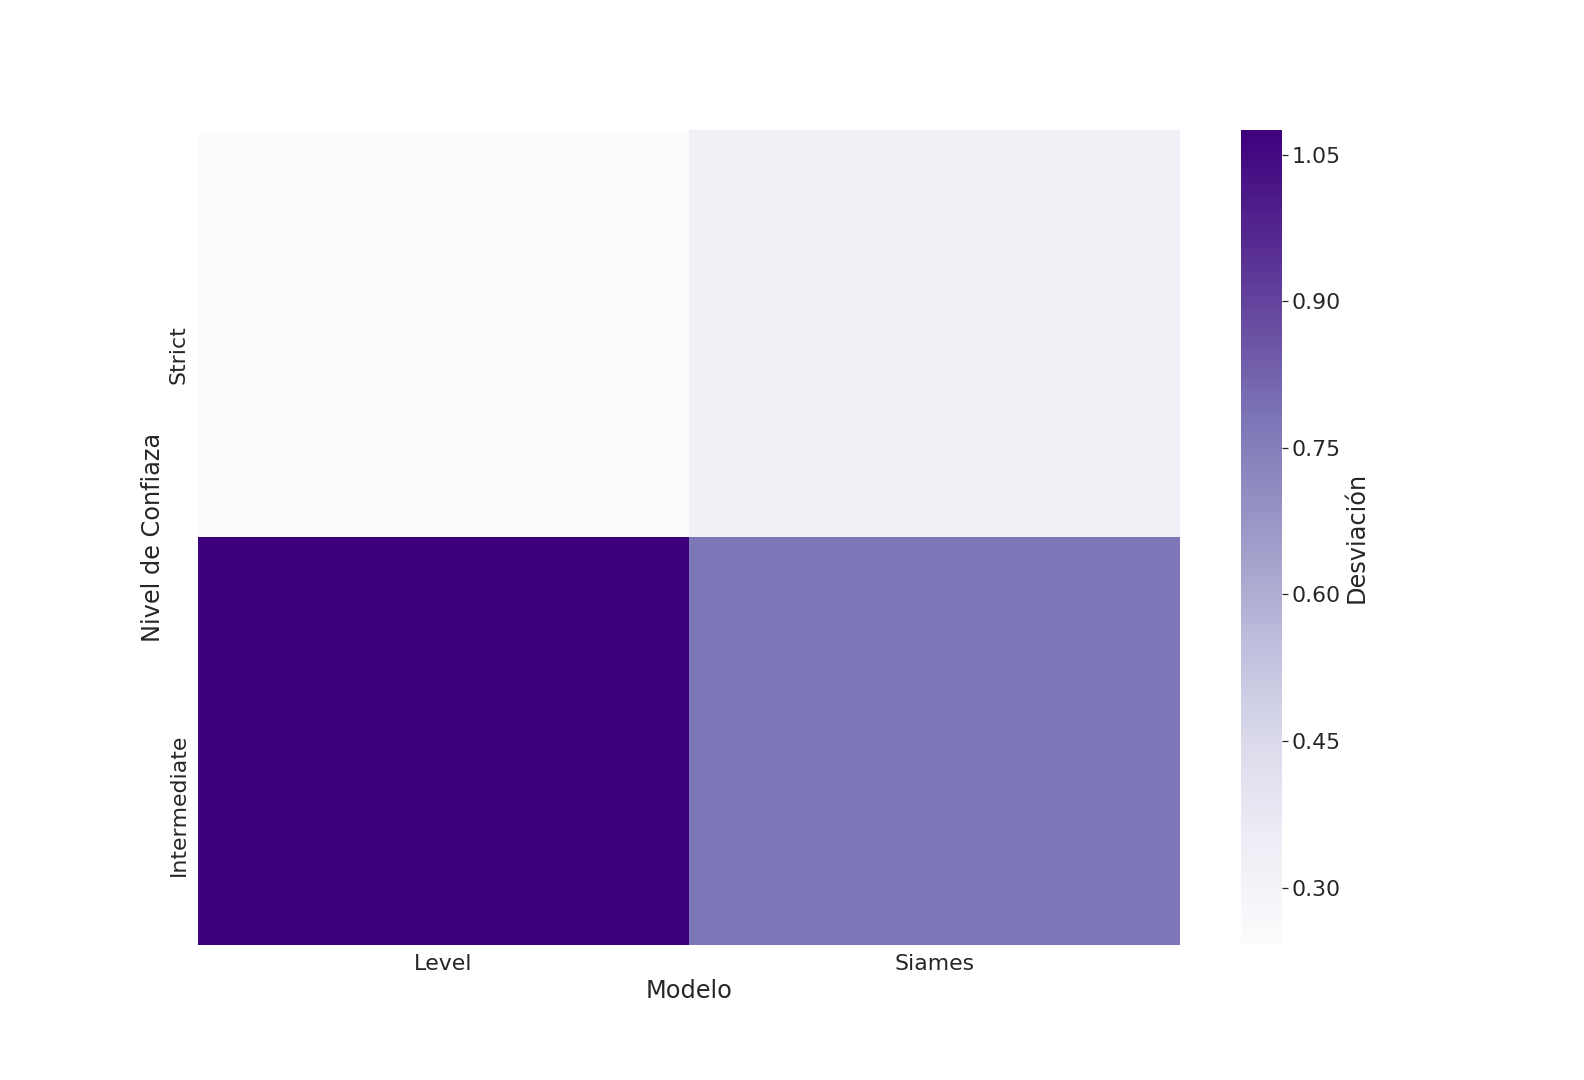 Nivel de Confiaza
Strict
Intermediate
Level
Siames
Modelo
1.05
0.90
0.75
0.60
0.45
0.30
Desviación